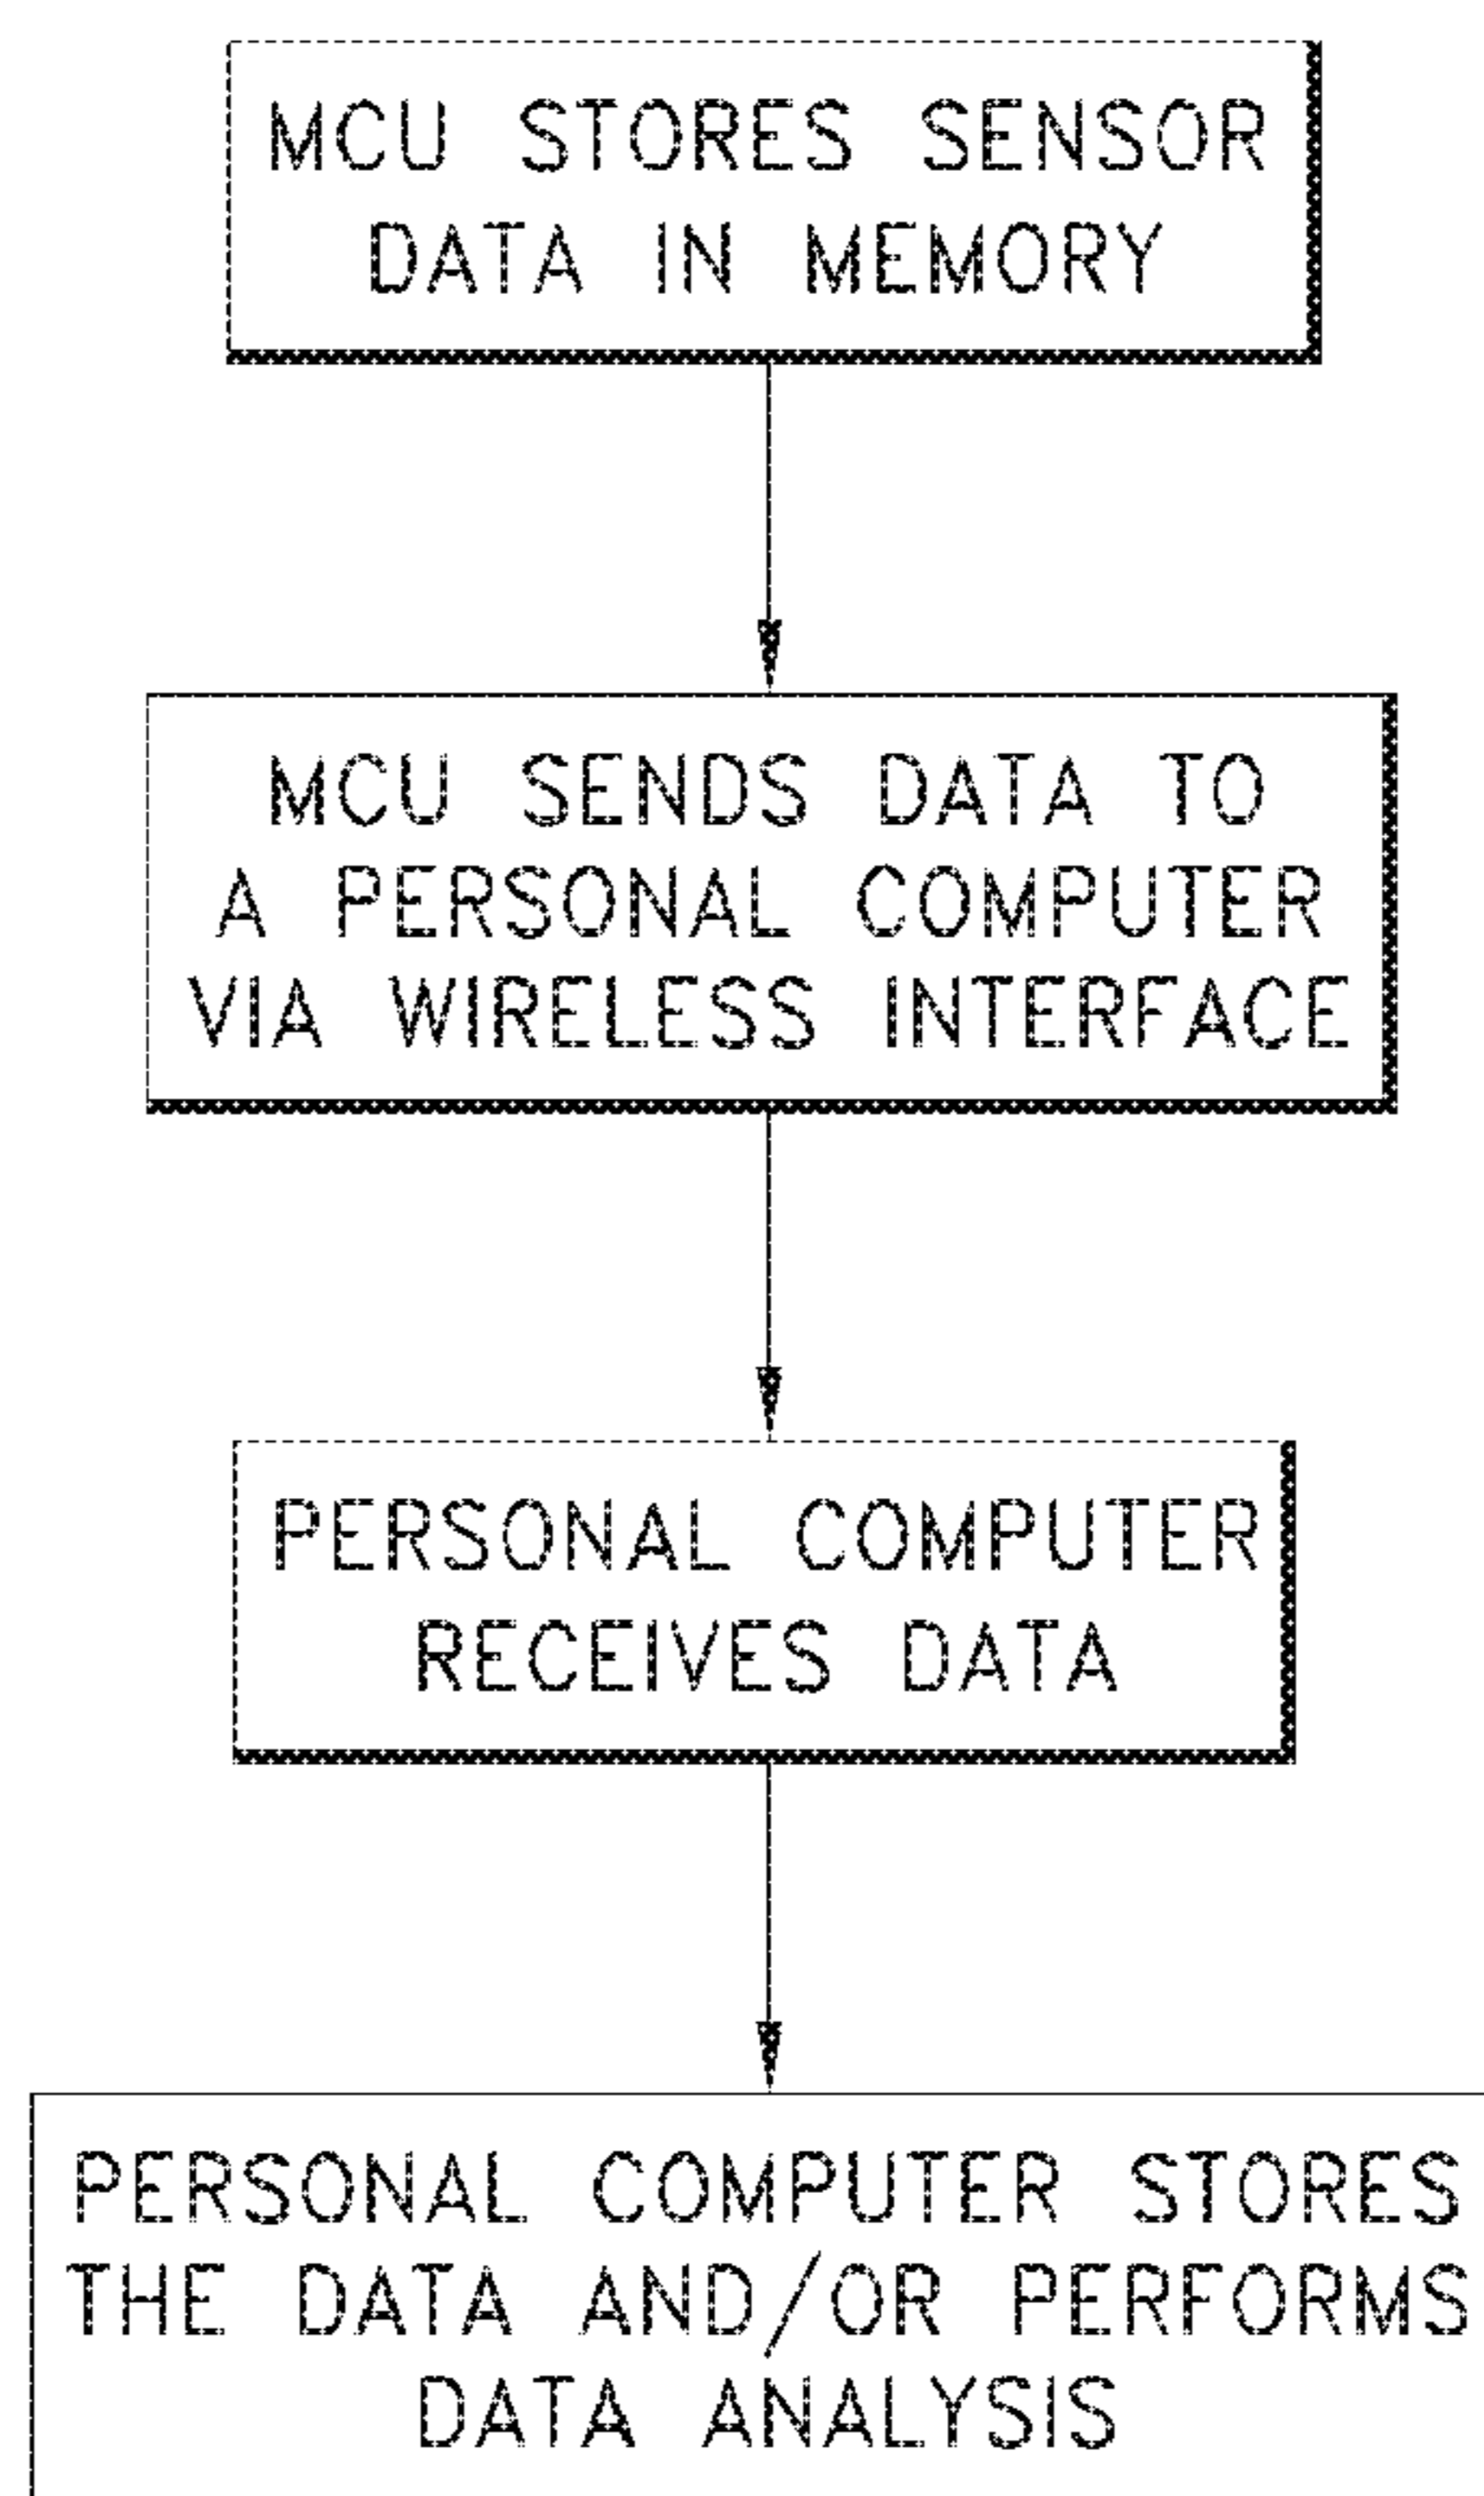 MCU STORES SENSOR
DATA IN MEMORY
MCU SENDS DATA TO
A PERSONAL COMPUTER
VIA WIRELESS INTERFACE
PERSONAL COMPUTER
RECEIVES DATA
PERSONAL COMPUTER STORES
THE DATA AND/OR PERFORMS
DATA ANALYSIS